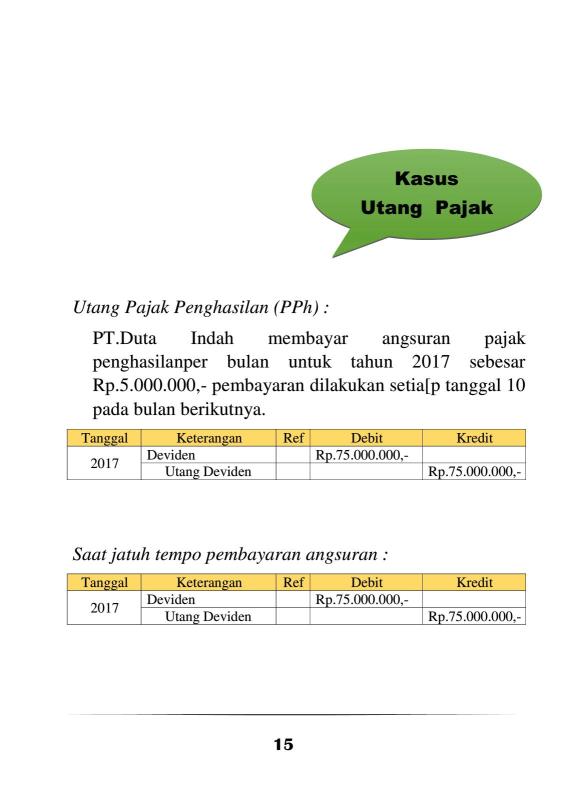 Kasus
Utang Pajak
Utang Pajak Penghasilan (PPh) :
PT.Duta Indah membayar angsuran pajak
penghasilanper bulan untuk tahun 2017 sebesar
Rp.5.000.000,- pembayaran dilakukan setia[p tanggal 10
pada bulan berikutnya.
Tanggal Keterangan Ref Debit Kredit
2017 Deviden Rp.75.000.000,-
Utang Deviden Rp.75.000.000,-
Saat jatuh tempo pembayaran angsuran :
Tanggal Keterangan Ref Debit Kredit
2017 Deviden Rp.75.000.000,-
Utang Deviden Rp.75.000.000,-
15